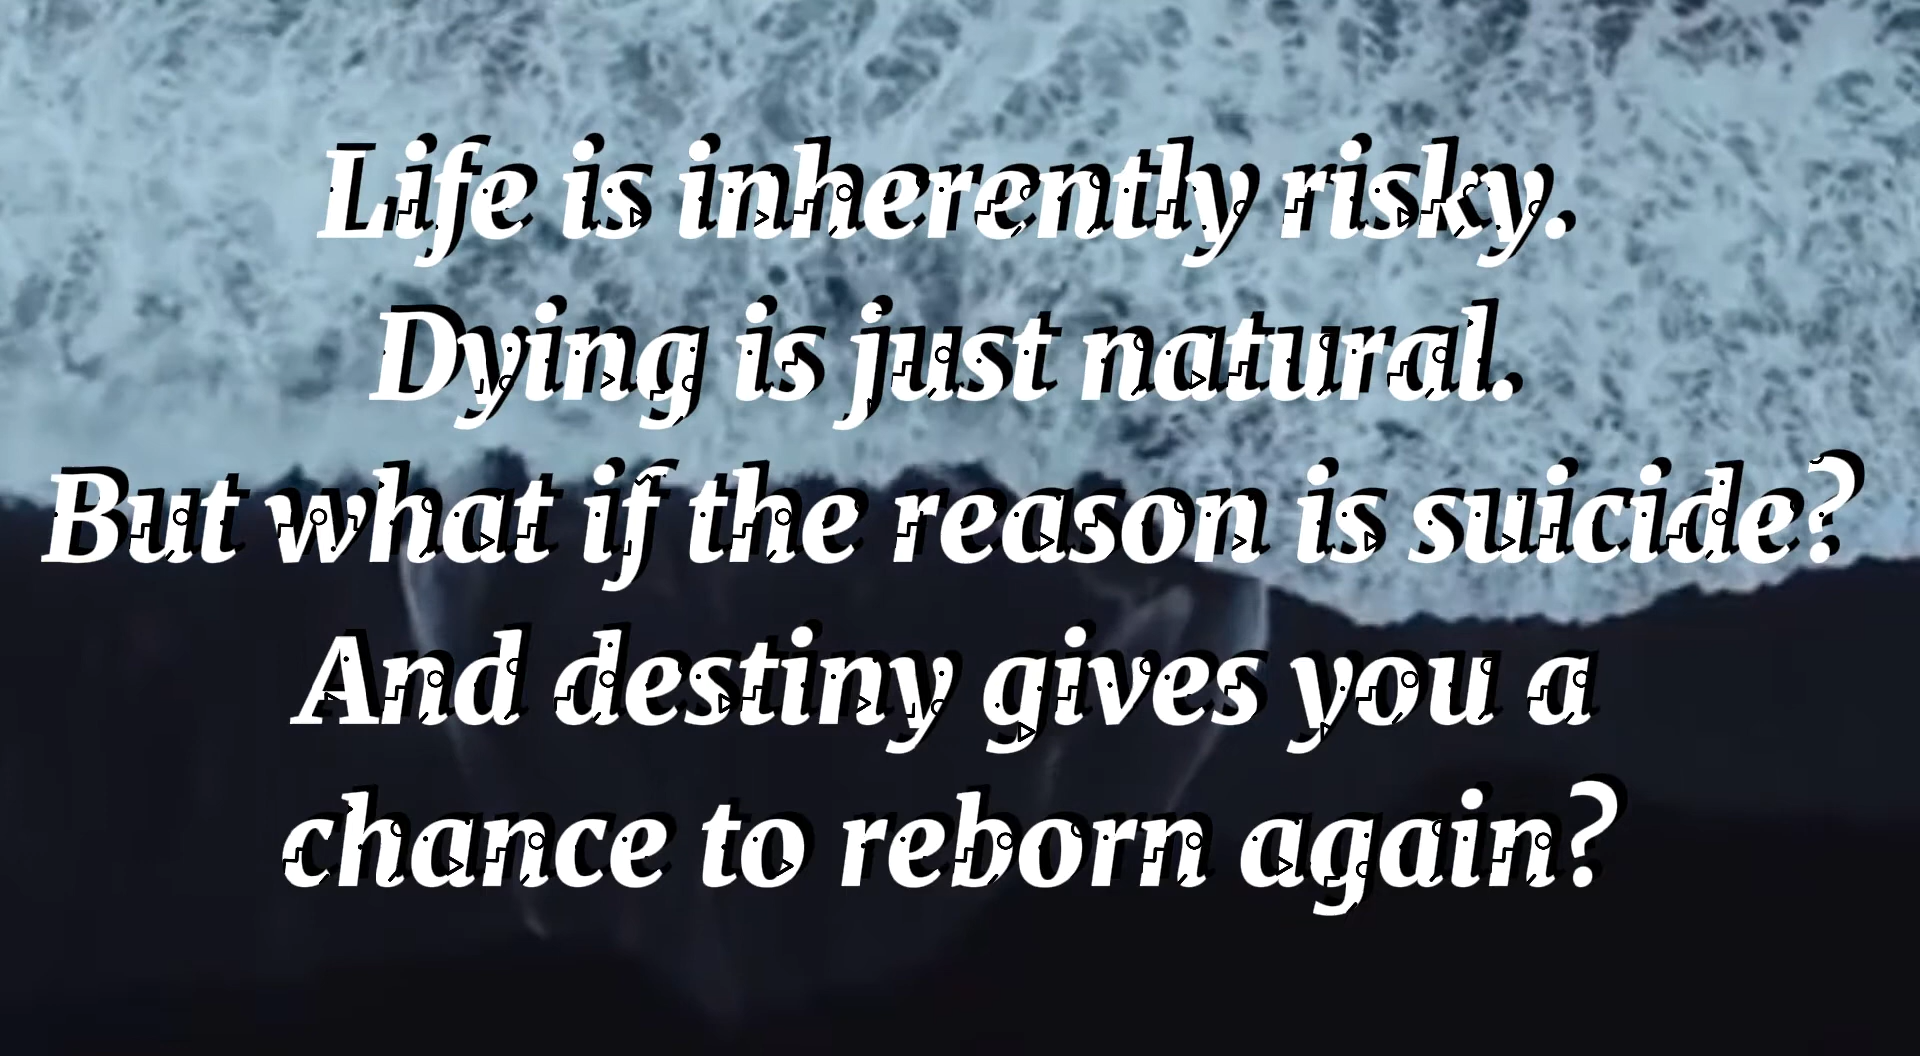 Life is inherently risky.
Dying is just natural.
But what if the reason is suicide?
And destiny gives you a
chance to reborn again?